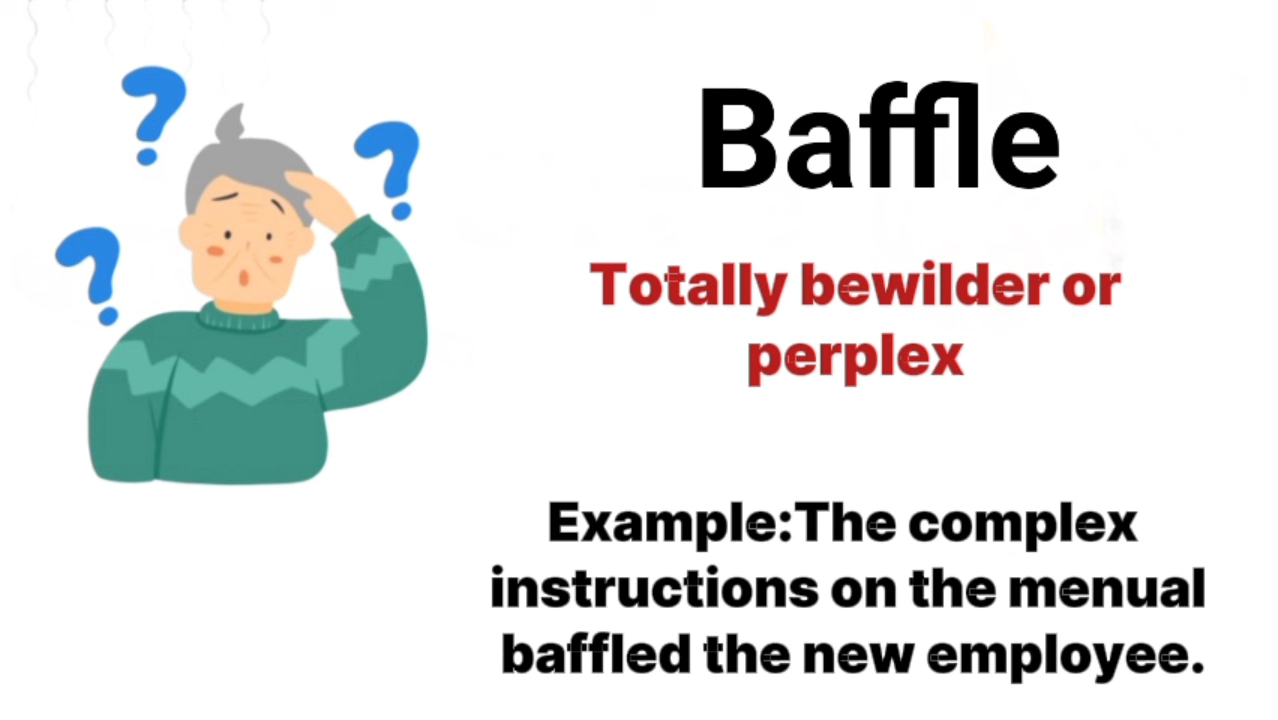 Baffle
Totally bewilder or
perplex
Example:The complex
instructions on the menual
baffled the new employee.